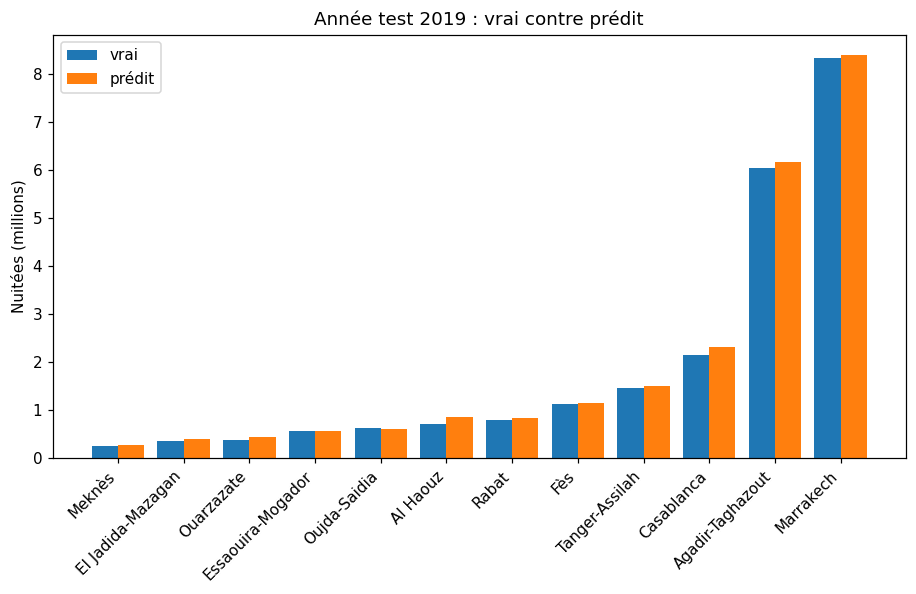 Année test 2019 : vrai contre prédit
vrai
prédit
Nuitées (millions)
8
7
6
5
4
3
2
1
0
Meknès
El Jadida-Mazagan
Ouarzazate
Essaouira-Mogador
Oujda-Saidia
Al Haouz
Rabat
Fès
Tanger-Assilah
Casablanca
Agadir-Taghazout
Marrakech